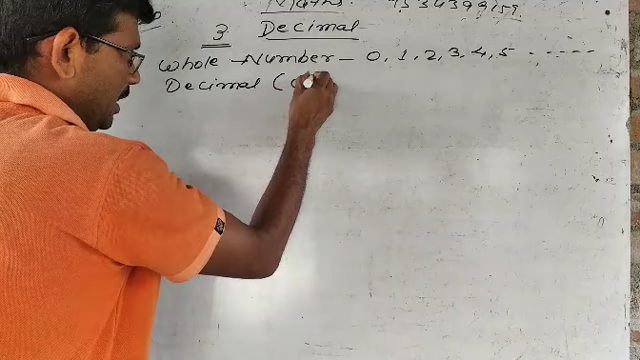 Maths.
3 Decimal
Whole Number - 0, 1, 2, 3, 4, 5 - - - - - -
Decimal (